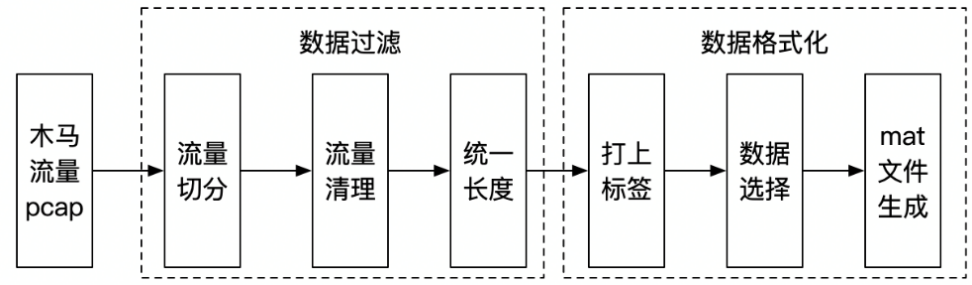 数据过滤
数据格式化
木马
流量
pcap
流量
切分
流量
清理
统一
长度
打上
标签
数据
选择
mat
文件
生成